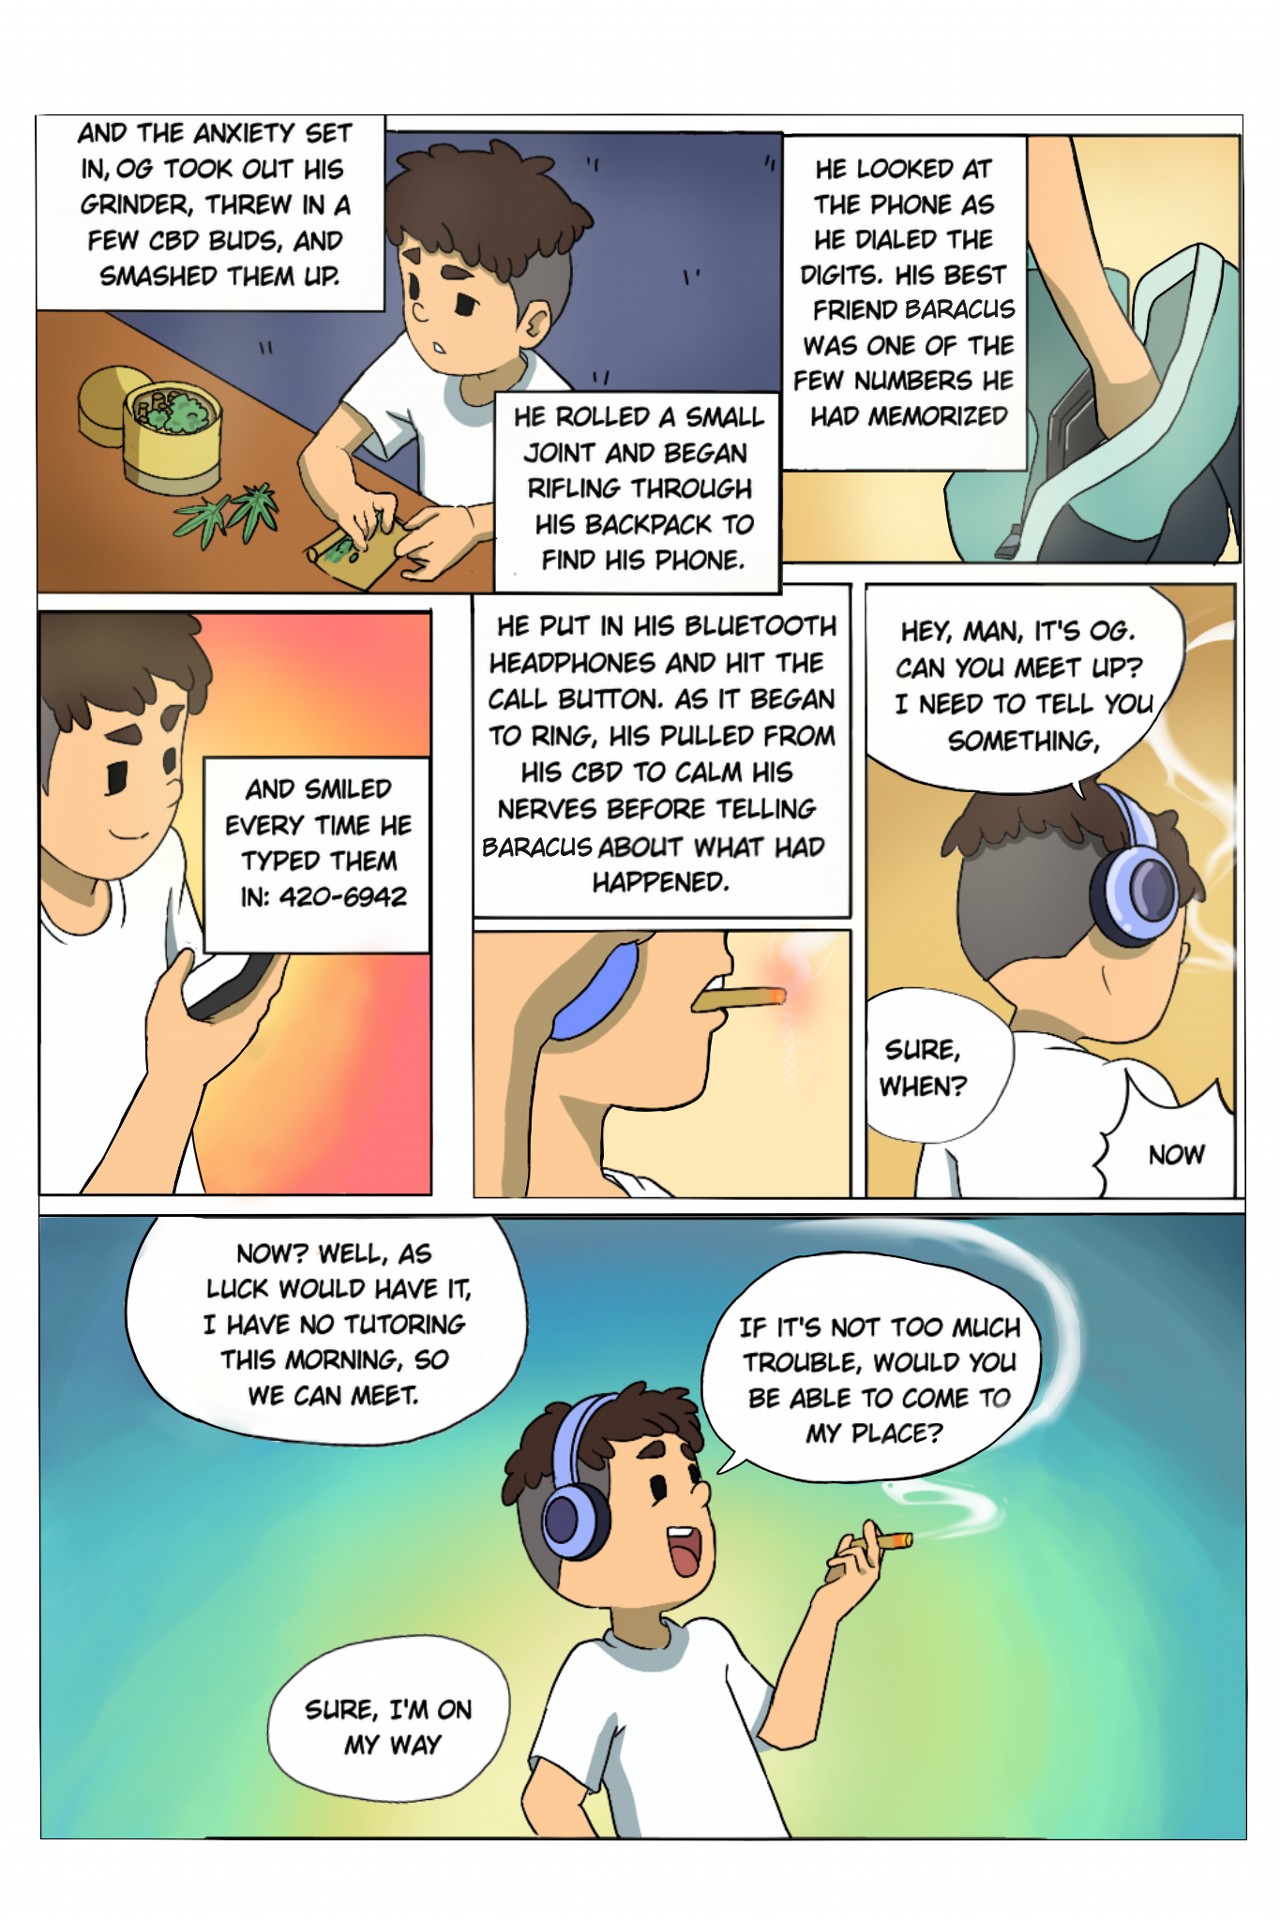 AND THE ANXIETY SET
IN, OG TOOK OUT HIS
GRINDER, THREW IN A
FEW CBD BUDS, AND
SMASHED THEM UP.
HE ROLLED A SMALL
JOINT AND BEGAN
RIFLING THROUGH
HIS BACKPACK TO
FIND HIS PHONE.
HE LOOKED AT
THE PHONE AS
HE DIALED THE
DIGITS. HIS BEST
FRIEND BARACUS
WAS ONE OF THE
FEW NUMBERS HE
HAD MEMORIZED
AND SMILED
EVERY TIME HE
TYPED THEM
IN: 420-6942
HE PUT IN HIS BLUETOOTH
HEADPHONES AND HIT THE
CALL BUTTON. AS IT BEGAN
TO RING, HIS PULLED FROM
HIS CBD TO CALM HIS
NERVES BEFORE TELLING
BARACUS ABOUT WHAT HAD
HAPPENED.
HEY, MAN, IT'S OG.
CAN YOU MEET UP?
I NEED TO TELL YOU
SOMETHING,
SURE,
WHEN?
NOW
NOW? WELL, AS
LUCK WOULD HAVE IT,
I HAVE NO TUTORING
THIS MORNING, SO
WE CAN MEET.
IF IT'S NOT TOO MUCH
TROUBLE, WOULD YOU
BE ABLE TO COME TO
MY PLACE?
SURE, I'M ON
MY WAY